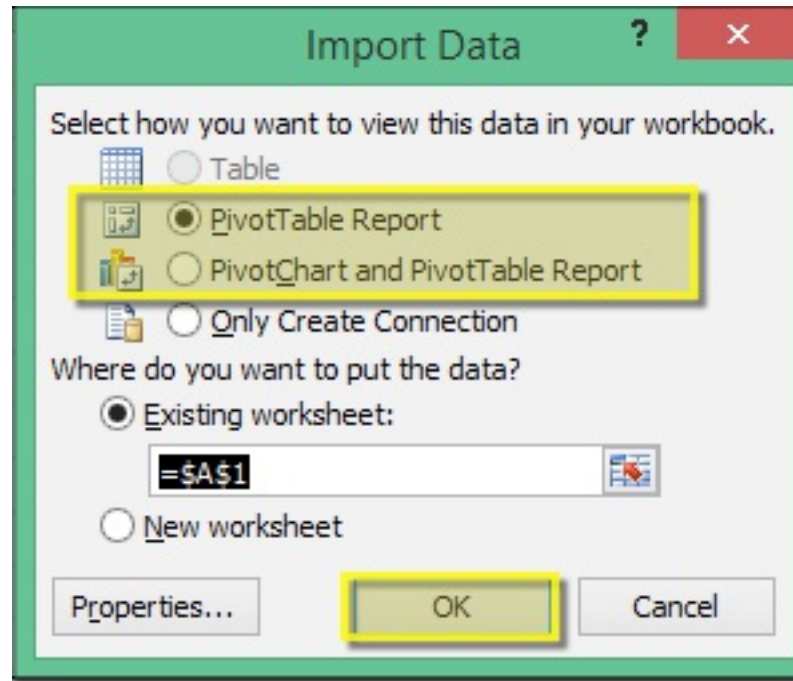 Import Data
?
×
Select how you want to view this data in your workbook.
Table
PivotTable Report
PivotChart and PivotTable Report
Only Create Connection
Where do you want to put the data?
Existing worksheet:
=$A$1
New worksheet
Properties... OK Cancel